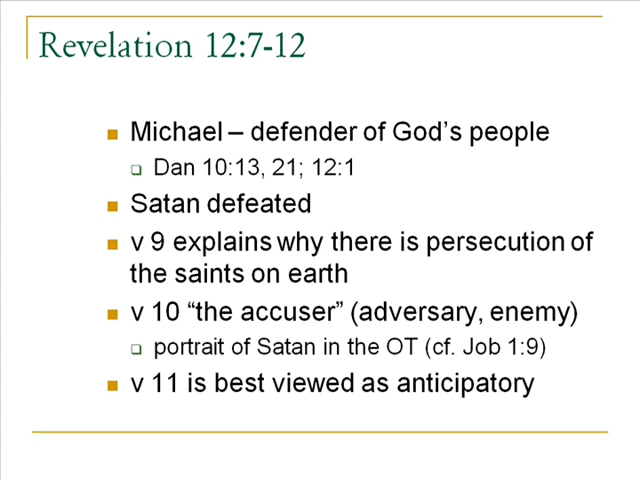 Revelation 12:7-12
Michael – defender of God's people
Dan 10:13, 21; 12:1
Satan defeated
v 9 explains why there is persecution of
the saints on earth
v 10 “the accuser” (adversary, enemy)
portrait of Satan in the OT (cf. Job 1:9)
v 11 is best viewed as anticipatory